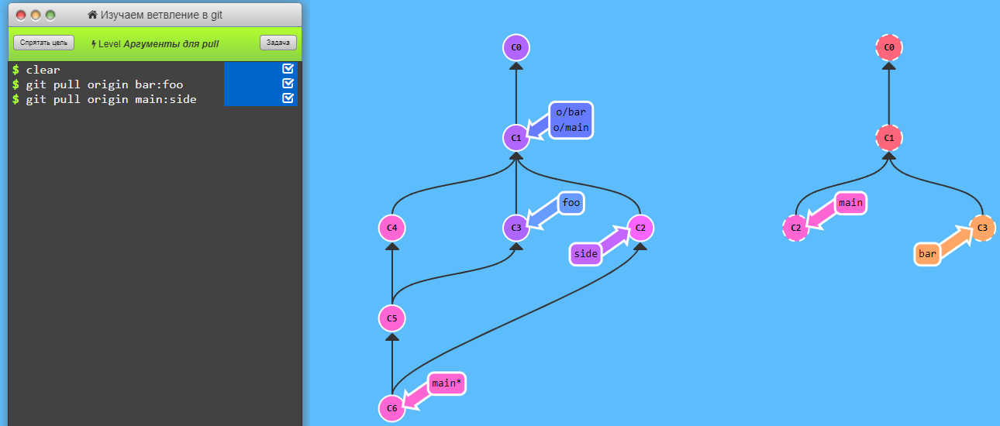 Изучаем ветвление в git
Спрятать цель
Level Аргументы для pull
Задача
$ clear
$ git pull origin bar:foo
$ git pull origin main:side
C0
o/bar
o/main
C1
foo
C4
C3
C2
side
C5
main*
C6
C0
C1
main
C2
C3
bar